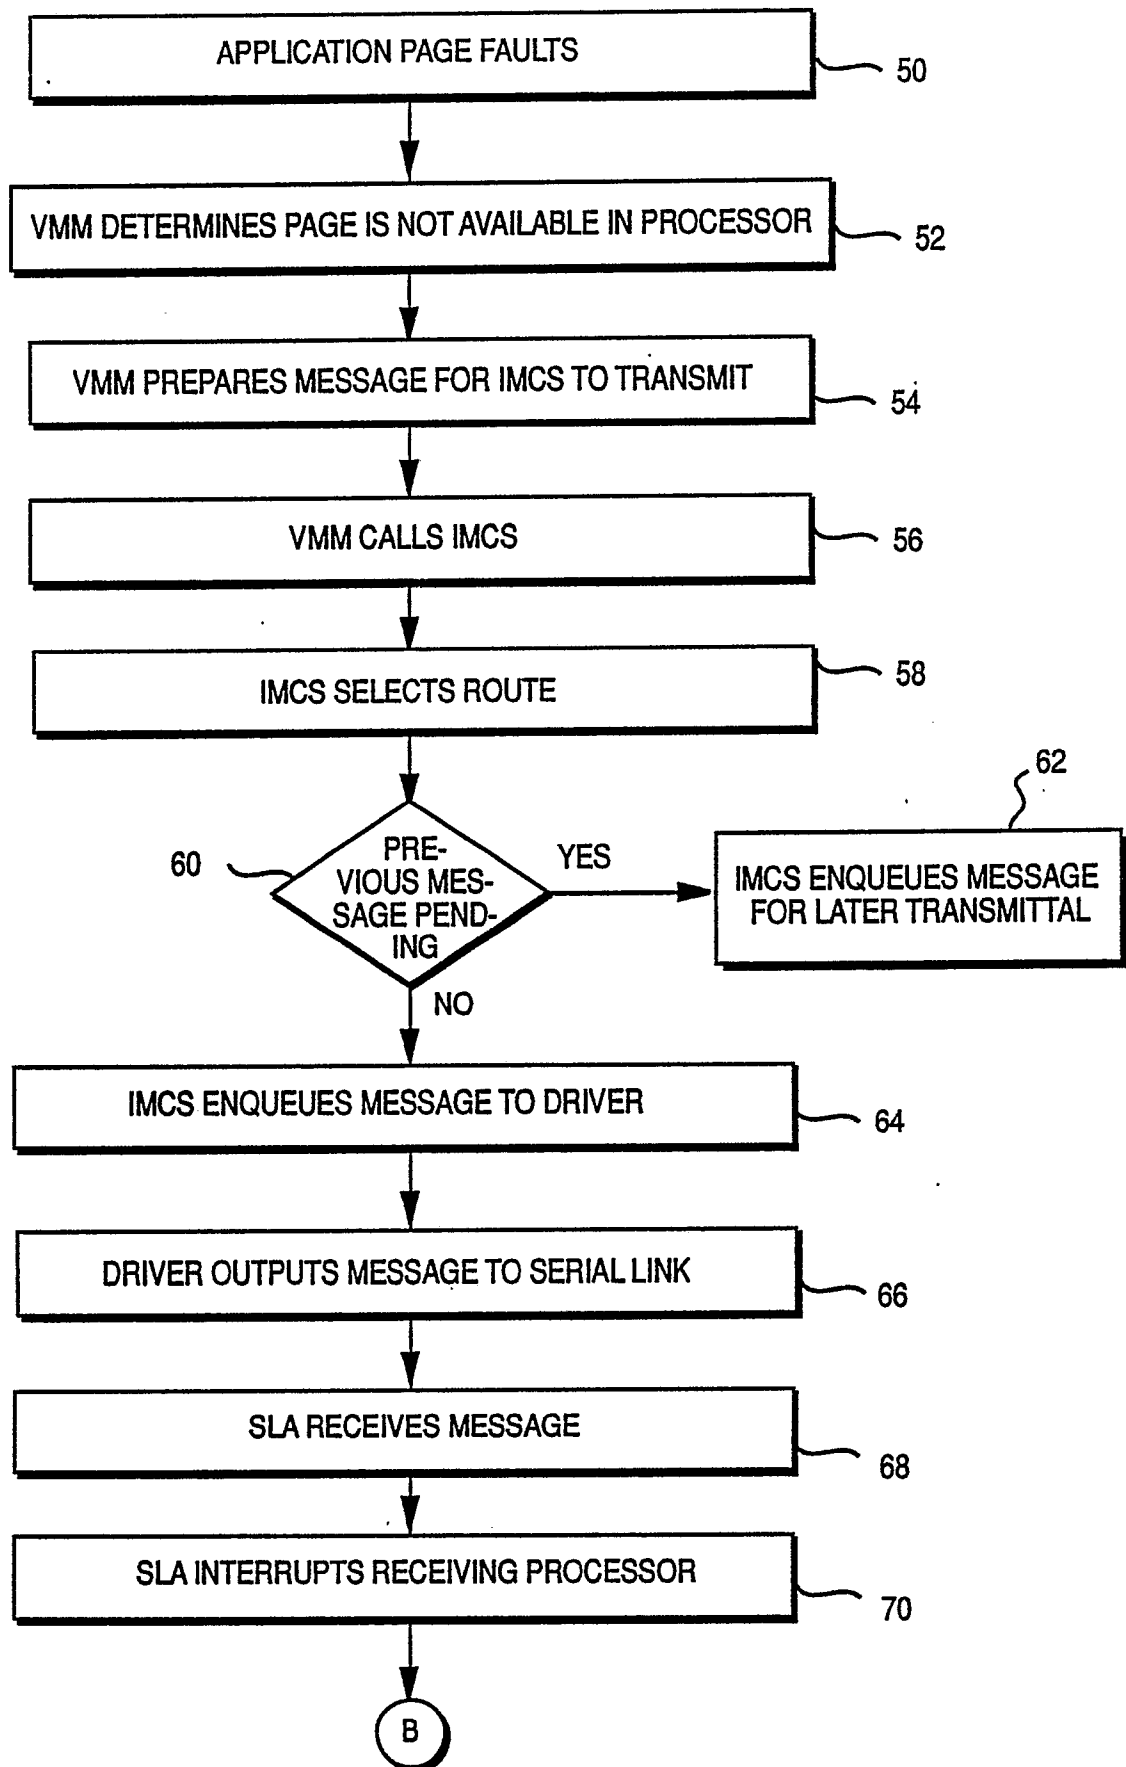 APPLICATION PAGE FAULTS
50
VMM DETERMINES PAGE IS NOT AVAILABLE IN PROCESSOR
52
VMM PREPARES MESSAGE FOR IMCS TO TRANSMIT
54
VMM CALLS IMCS
56
IMCS SELECTS ROUTE
58
60
PRE-
VIOUS MES-
SAGE PEND-
ING
YES
62
IMCS ENQUEUES MESSAGE
FOR LATER TRANSMITTAL
NO
IMCS ENQUEUES MESSAGE TO DRIVER
64
DRIVER OUTPUTS MESSAGE TO SERIAL LINK
66
SLA RECEIVES MESSAGE
68
SLA INTERRUPTS RECEIVING PROCESSOR
70
B